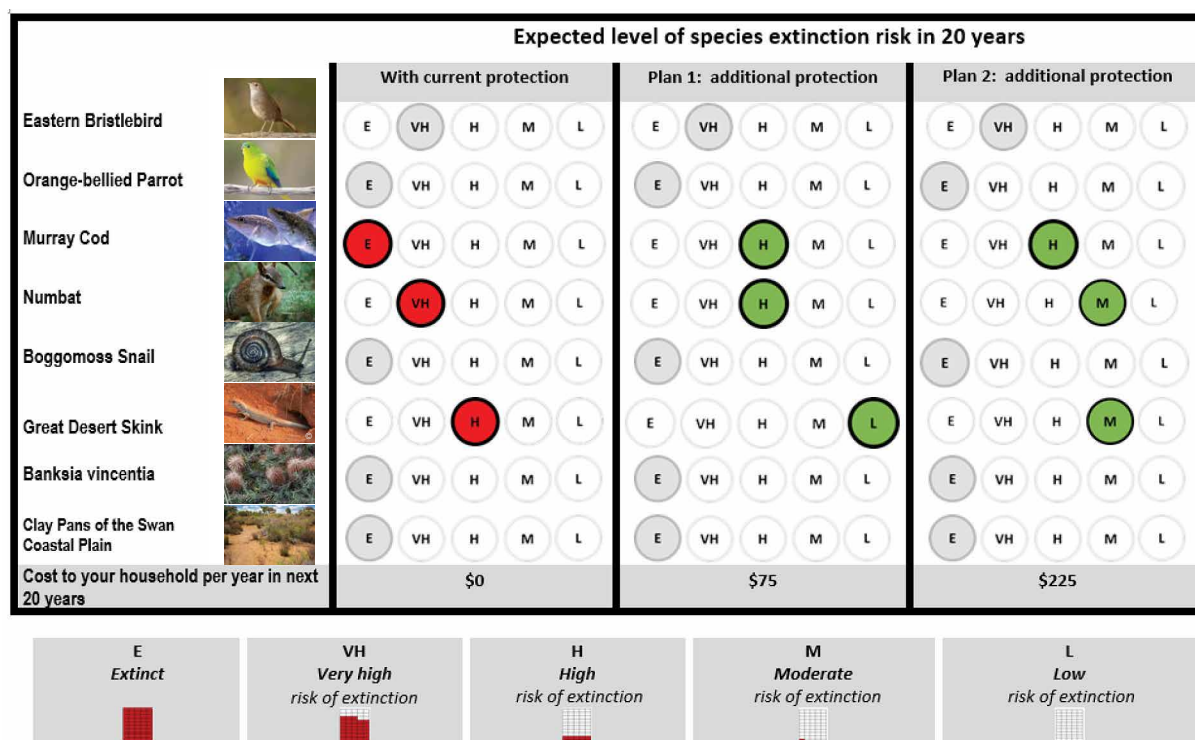 Expected level of species extinction risk in 20 years
With current protection
Plan 1: additional protection
Plan 2: additional protection
Eastern Bristlebird
E VH H M L
E VH H M L
E VH H M L
Orange-bellied Parrot
E VH H M L
E VH H M L
E VH H M L
Murray Cod
E VH H M L
E VH H M L
E VH H M L
Numbat
E VH H M L
E VH H M L
E VH H M L
Boggomoss Snail
E VH H M L
E VH H M L
E VH H M L
Great Desert Skink
E VH H M L
E VH H M L
E VH H M L
Banksia vincentia
E VH H M L
E VH H M L
E VH H M L
Clay Pans of the Swan
Coastal Plain
E VH H M L
E VH H M L
E VH H M L
Cost to your household per year in next
20 years
$0
$75
$225
E
Extinct
VH
Very high
risk of extinction
H
High
risk of extinction
M
Moderate
risk of extinction
L
Low
risk of extinction